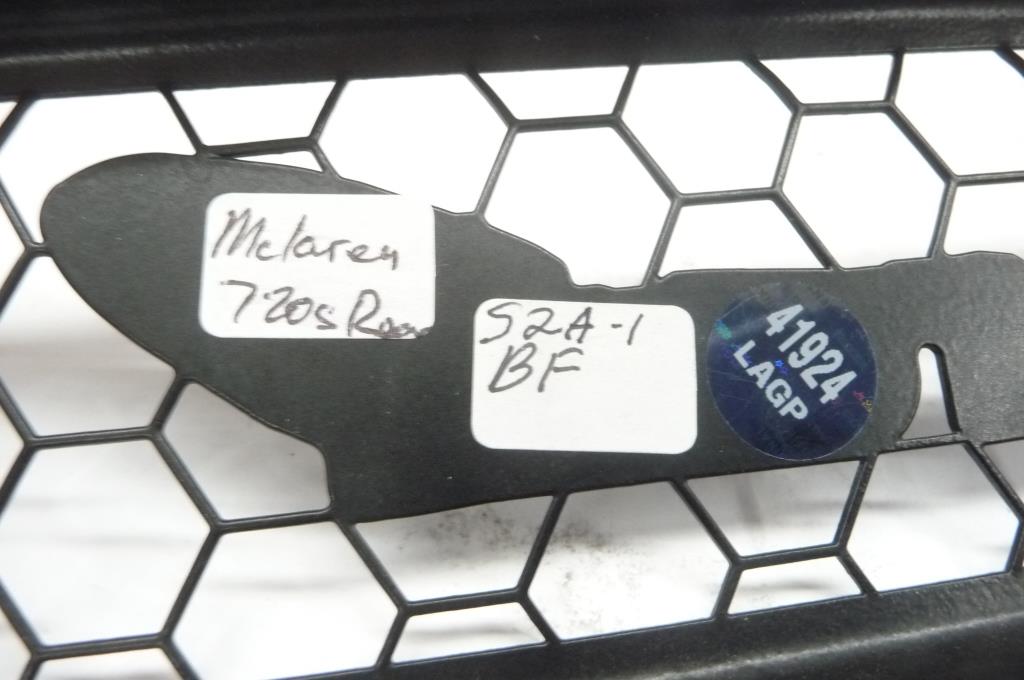 Mclaren
720s
S2A-1
BF
41924
LAGP